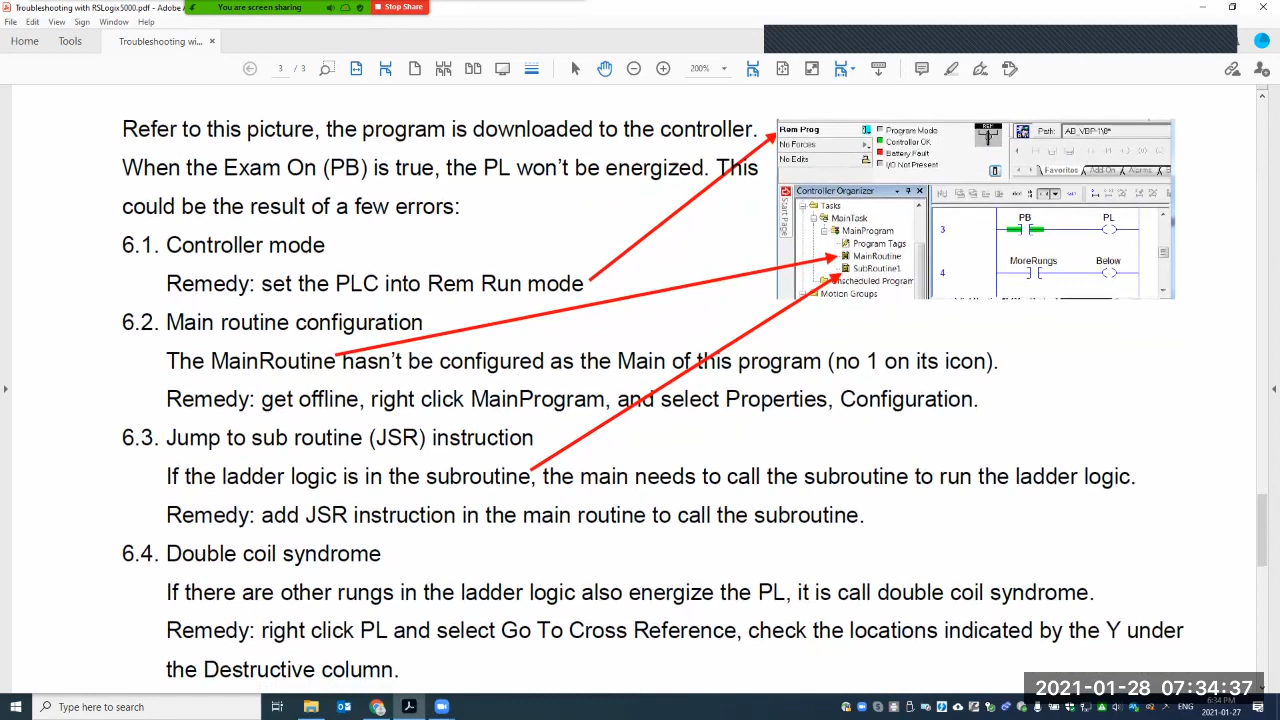 Troubleshooting with RSLogix5000.pdf - Adobe A
You are screen sharing
Stop Share
File Edit View Sign Window Help
Home Tools Troubleshooting wi... ×
3 / 3 200%
Refer to this picture, the program is downloaded to the controller.
When the Exam On (PB) is true, the PL won't be energized. This
could be the result of a few errors:
6.1. Controller mode
Remedy: set the PLC into Rem Run mode
6.2. Main routine configuration
The MainRoutine hasn't be configured as the Main of this program (no 1 on its icon).
Remedy: get offline, right click MainProgram, and select Properties, Configuration.
6.3. Jump to sub routine (JSR) instruction
If the ladder logic is in the subroutine, the main needs to call the subroutine to run the ladder logic.
Remedy: add JSR instruction in the main routine to call the subroutine.
6.4. Double coil syndrome
If there are other rungs in the ladder logic also energize the PL, it is call double coil syndrome.
Remedy: right click PL and select Go To Cross Reference, check the locations indicated by the Y under
the Destructive column.
Rem Prog
No Forces
No Edits
Program Mode
Controller OK
Battery Fault
I/O Not Present
Path: AB_VBP-1\8*
Favorites Add-On Alarms
Start Page
Controller Organizer
Tasks
MainTask
MainProgram
Program Tags
MainRoutine
SubRoutine1
Unscheduled Program
Motion Groups
3 PB PL
4 MoreRungs Below
2021-01-28 07:34:37
Type here to search
ENG
6:34 PM
2021-01-27